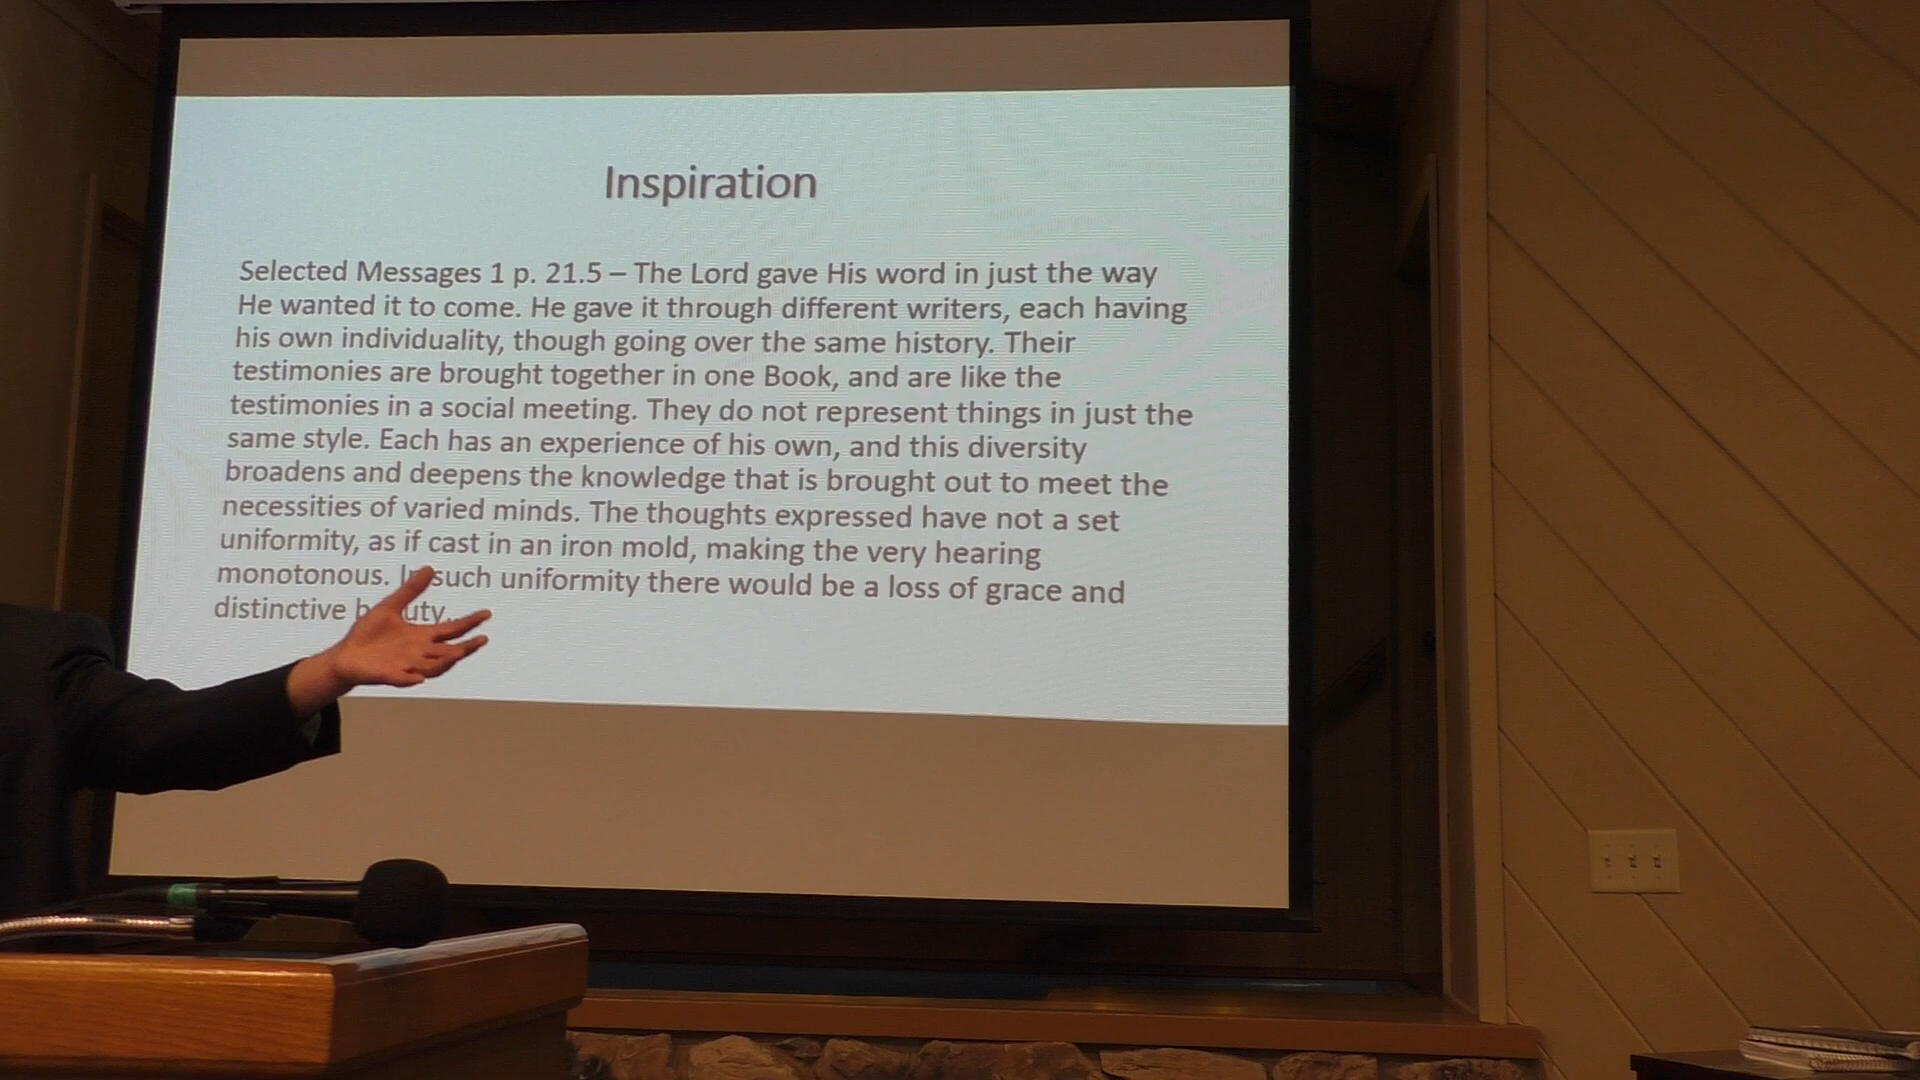 Inspiration
Selected Messages 1 p. 21.5 – The Lord gave His word in just the way
He wanted it to come. He gave it through different writers, each having
his own individuality, though going over the same history. Their
testimonies are brought together in one Book, and are like the
testimonies in a social meeting. They do not represent things in just the
same style. Each has an experience of his own, and this diversity
broadens and deepens the knowledge that is brought out to meet the
necessities of varied minds. The thoughts expressed have not a set
uniformity, as if cast in an iron mold, making the very hearing
monotonous. In such uniformity there would be a loss of grace and
distinctive